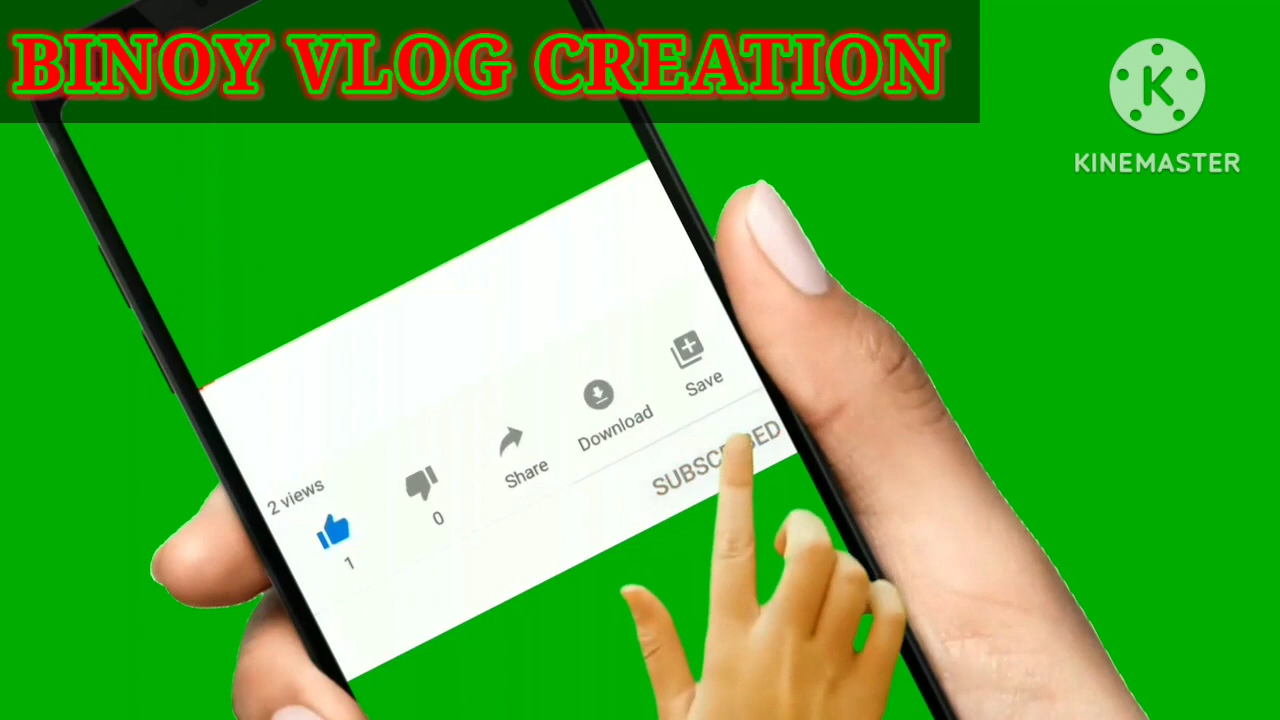 BINOY VLOG CREATION
K
KINEMASTER
Save
Download
Share
2 views
0
1